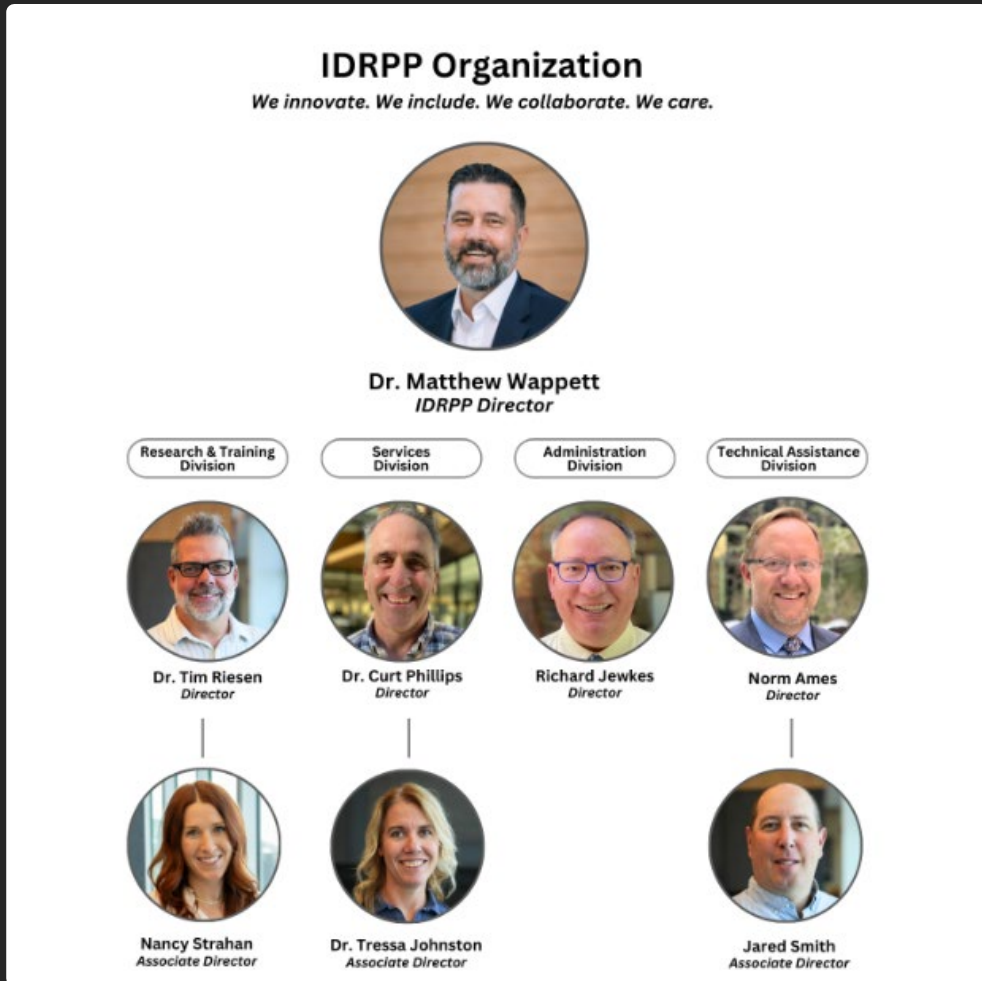 IDRPP Organization
We innovate. We include. We collaborate. We care.
Dr. Matthew Wappett
IDRPP Director
Research & Training
Division
Services
Division
Administration
Division
Technical Assistance
Division
Dr. Tim Riesen
Director
Dr. Curt Phillips
Director
Richard Jewkes
Director
Norm Ames
Director
Nancy Strahan
Associate Director
Dr. Tressa Johnston
Associate Director
Jared Smith
Associate Director